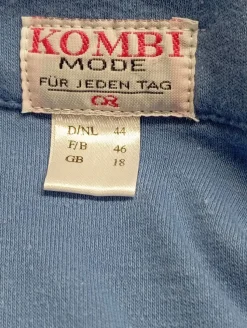 KOMBI
MODE
FÜR JEDEN TAG
D/NL 44
F/B 46
GB 18